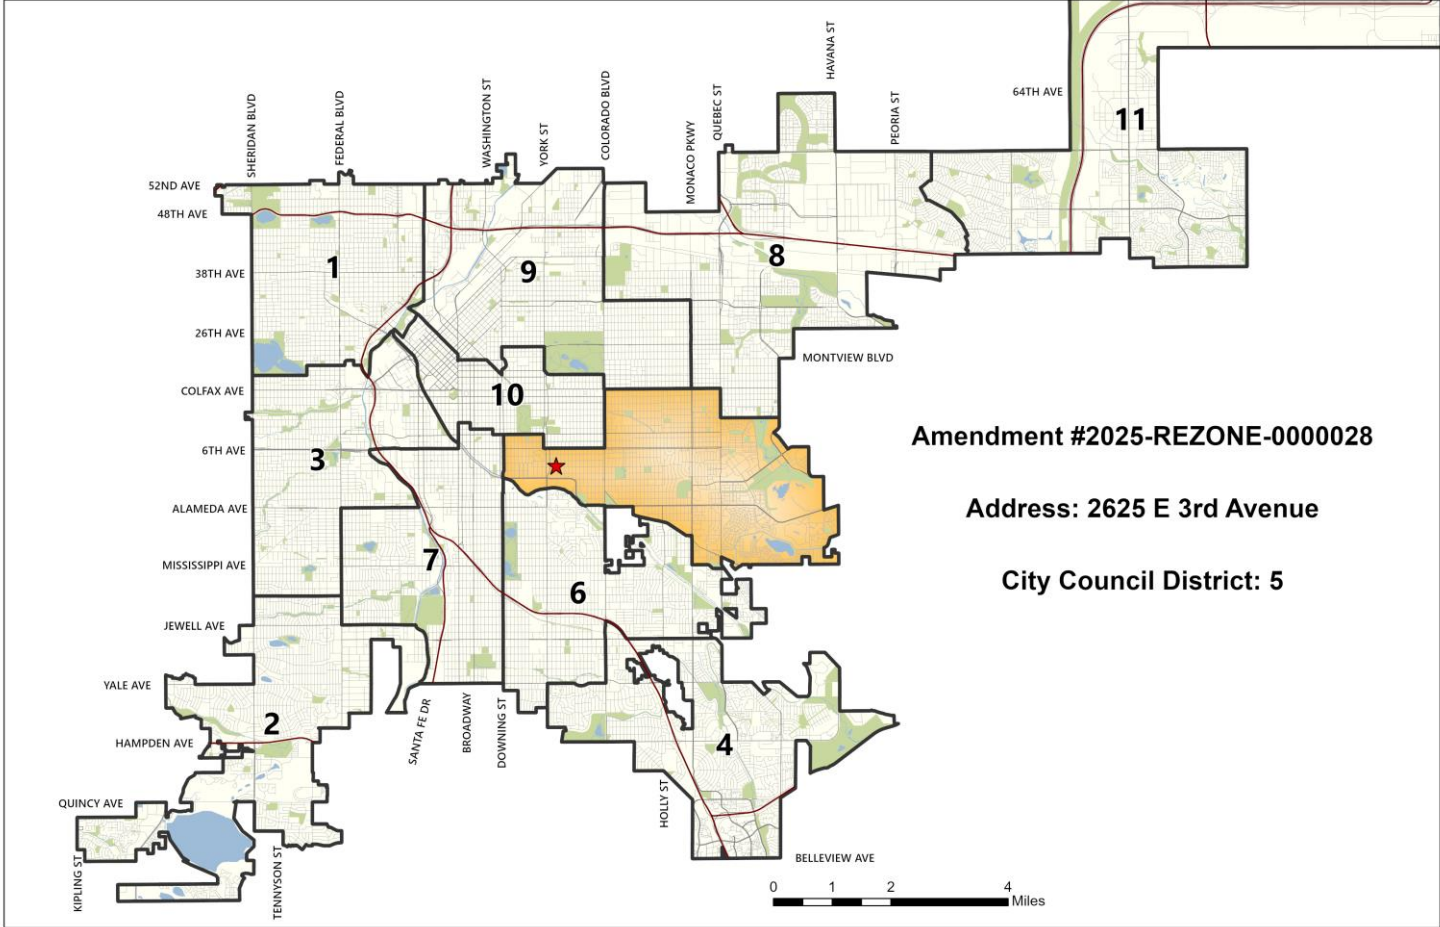 HAVANA ST
64TH AVE
11
SHERIDAN BLVD
FEDERAL BLVD
WASHINGTON ST
YORK ST
COLORADO BLVD
MONACO PKWY
QUEBEC ST
PEORIA ST
52ND AVE
48TH AVE
1
9
8
38TH AVE
26TH AVE
MONTVIEW BLVD
COLFAX AVE
10
Amendment #2025-REZONE-0000028
6TH AVE
3
ALAMEDA AVE
Address: 2625 E 3rd Avenue
7
MISSISSIPPI AVE
6
City Council District: 5
JEWELL AVE
YALE AVE
2
HAMPDEN AVE
SANTA FE DR
BROADWAY
DOWNING ST
4
QUINCY AVE
HOLLY ST
KIPLING ST
TENNYSON ST
BELLEVIEW AVE
0 1 2 4
Miles